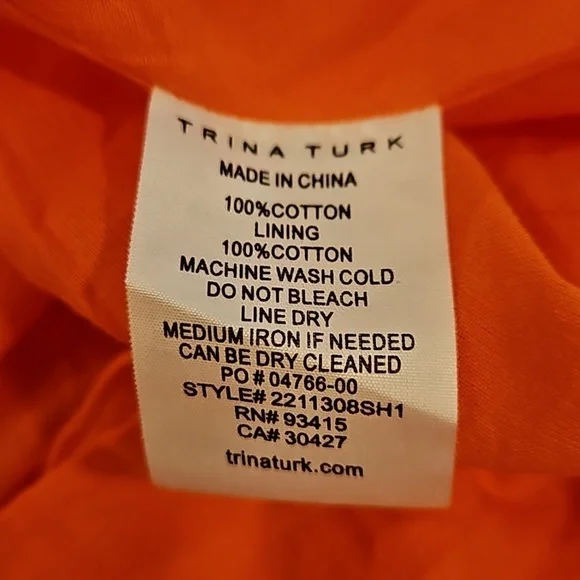 TRINA TURK
MADE IN CHINA
100%COTTON
LINING
100%COTTON
MACHINE WASH COLD
DO NOT BLEACH
LINE DRY
MEDIUM IRON IF NEEDED
CAN BE DRY CLEANED
PO# 04766-00
STYLE# 2211308SH1
RN# 93415
CA# 30427
trinaturk.com